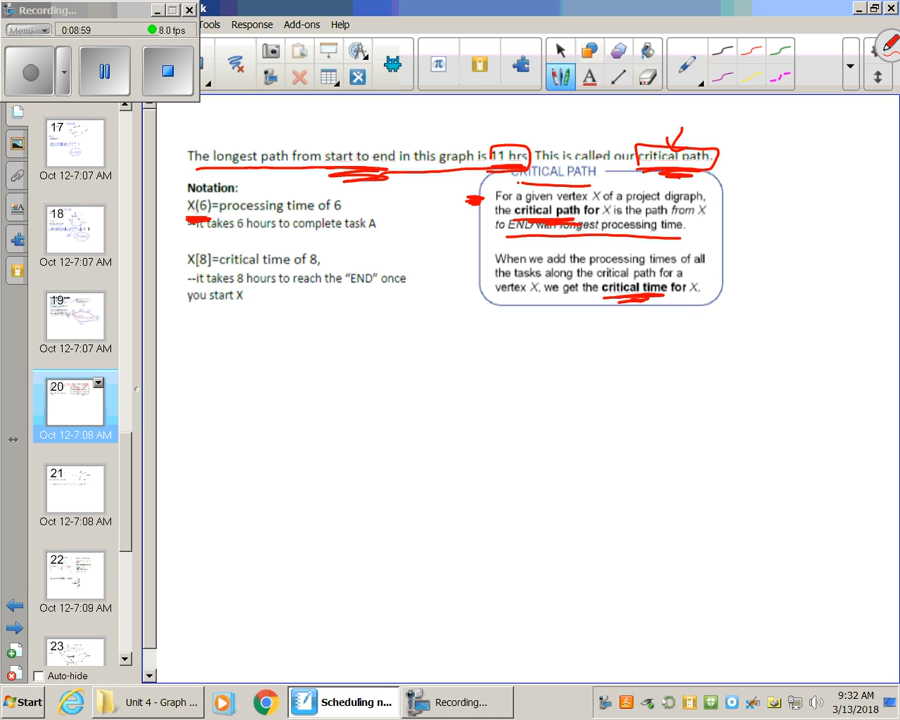 Recording...
Menu
0:08:59
8.0 fps
k
Tools Response Add-ons Help
17
Oct 12-7:07 AM
18
Oct 12-7:07 AM
19
Oct 12-7:07 AM
20
Oct 12-7:08 AM
21
Oct 12-7:08 AM
22
Oct 12-7:09 AM
23
Auto-hide
The longest path from start to end in this graph is 11 hrs. This is called our critical path.
Notation:
X(6)=processing time of 6
--it takes 6 hours to complete task A
X[8]=critical time of 8,
--it takes 8 hours to reach the “END” once
you start X
CRITICAL PATH
For a given vertex X of a project digraph,
the critical path for X is the path from X
to END with longest processing time.
When we add the processing times of all
the tasks along the critical path for a
vertex X, we get the critical time for X.
Start
Unit 4 - Graph ...
Scheduling n...
Recording...
9:32 AM
3/13/2018